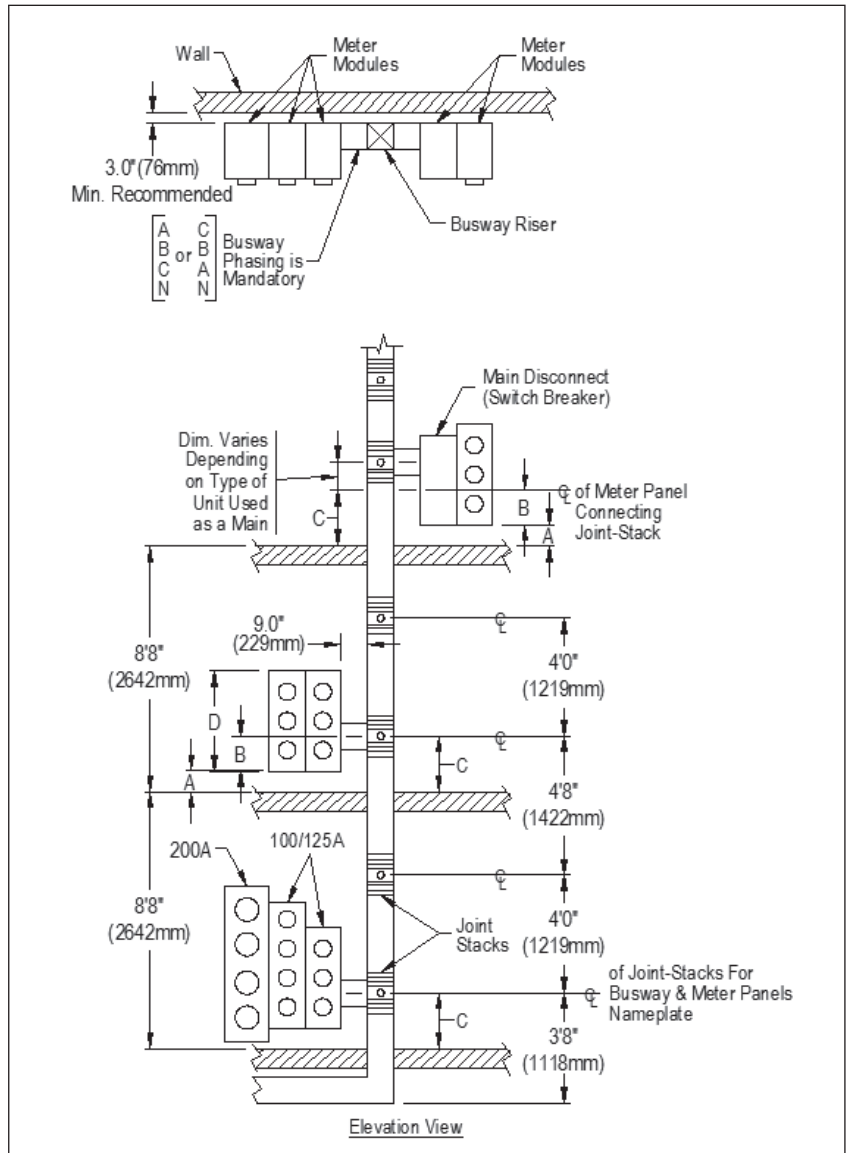 Wall
Meter
Modules
Meter
Modules
3.0"(76mm)
Min. Recommended
A C
B or B
C A
N N
Busway
Phasing is
Mandatory
Busway Riser
Main Disconnect
(Switch Breaker)
Dim. Varies
Depending
on Type of
Unit Used
as a Main
C
B
A
℄ of Meter Panel
Connecting
Joint-Stack
8'8"
(2642mm)
9.0"
(229mm)
℄
4'0"
(1219mm)
D
B
A
℄
C
4'8"
(1422mm)
200A
100/125A
℄
8'8"
(2642mm)
Joint
Stacks
4'0"
(1219mm)
of Joint-Stacks For
℄ Busway & Meter Panels
Nameplate
C
3'8"
(1118mm)
Elevation View